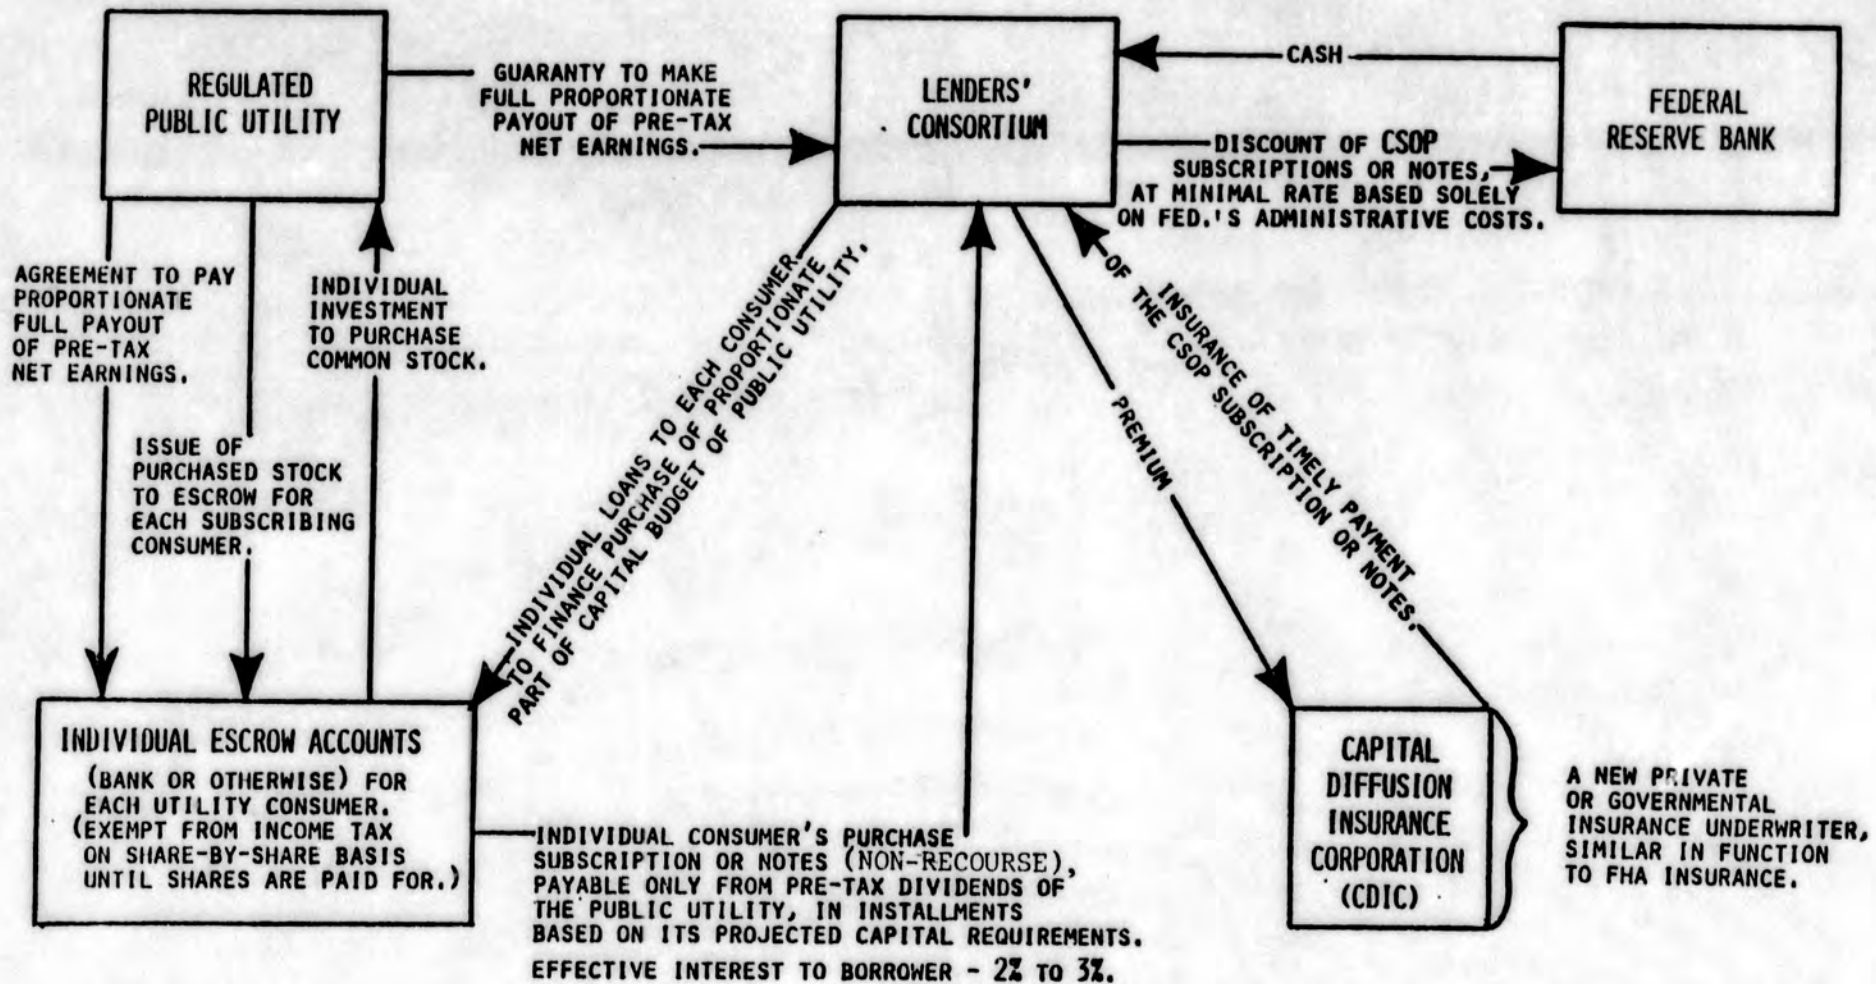 REGULATED
PUBLIC UTILITY
GUARANTY TO MAKE
FULL PROPORTIONATE
PAYOUT OF PRE-TAX
NET EARNINGS.
LENDERS'
CONSORTIUM
CASH
DISCOUNT OF CSOP
SUBSCRIPTIONS OR NOTES,
AT MINIMAL RATE BASED SOLELY
ON FED.'S ADMINISTRATIVE COSTS.
FEDERAL
RESERVE BANK
AGREEMENT TO PAY
PROPORTIONATE
FULL PAYOUT
OF PRE-TAX
NET EARNINGS.
ISSUE OF
PURCHASED STOCK
TO ESCROW FOR
EACH SUBSCRIBING
CONSUMER.
INDIVIDUAL
INVESTMENT
TO PURCHASE
COMMON STOCK.
INDIVIDUAL LOANS TO EACH CONSUMER
TO FINANCE PURCHASE OF PROPORTIONATE
PART OF CAPITAL BUDGET OF PUBLIC UTILITY.
PREMIUM
INSURANCE OF TIMELY PAYMENT
OF THE CSOP SUBSCRIPTION OR NOTES.
INDIVIDUAL ESCROW ACCOUNTS
(BANK OR OTHERWISE) FOR
EACH UTILITY CONSUMER.
(EXEMPT FROM INCOME TAX
ON SHARE-BY-SHARE BASIS
UNTIL SHARES ARE PAID FOR.)
INDIVIDUAL CONSUMER'S PURCHASE
SUBSCRIPTION OR NOTES (NON-RECOURSE),
PAYABLE ONLY FROM PRE-TAX DIVIDENDS OF
THE PUBLIC UTILITY, IN INSTALLMENTS
BASED ON ITS PROJECTED CAPITAL REQUIREMENTS.
EFFECTIVE INTEREST TO BORROWER - 2% TO 3%.
CAPITAL
DIFFUSION
INSURANCE
CORPORATION
(CDIC)
A NEW PRIVATE
OR GOVERNMENTAL
INSURANCE UNDERWRITER,
SIMILAR IN FUNCTION
TO FHA INSURANCE.